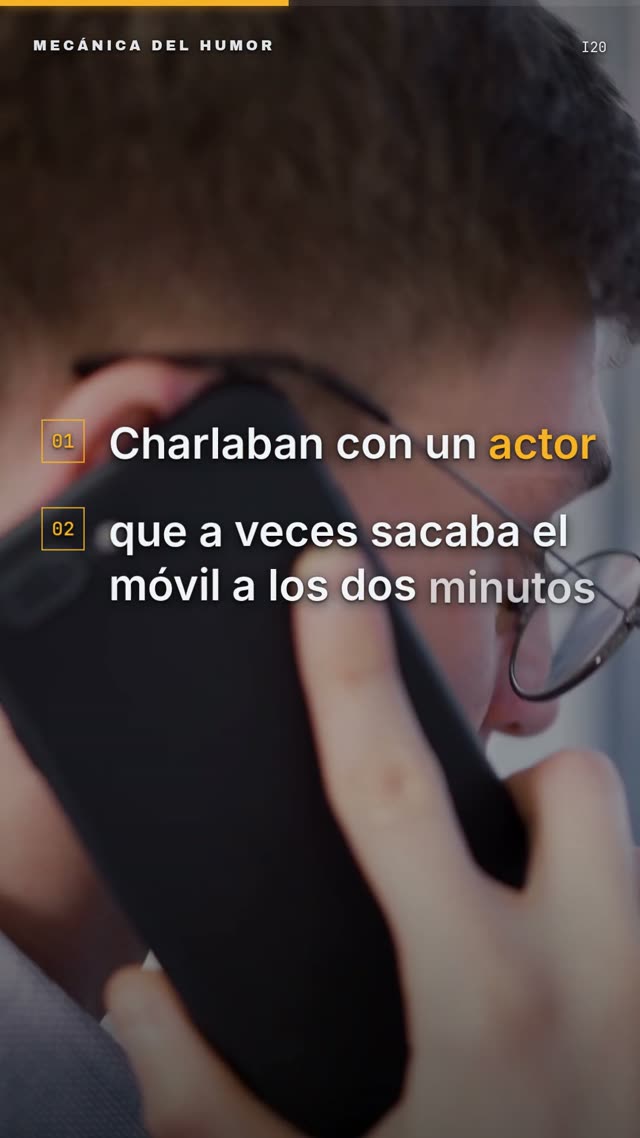 MECÁNICA DEL HUMOR
I20
01 Charlaban con un actor
02 que a veces sacaba el
móvil a los dos minutos